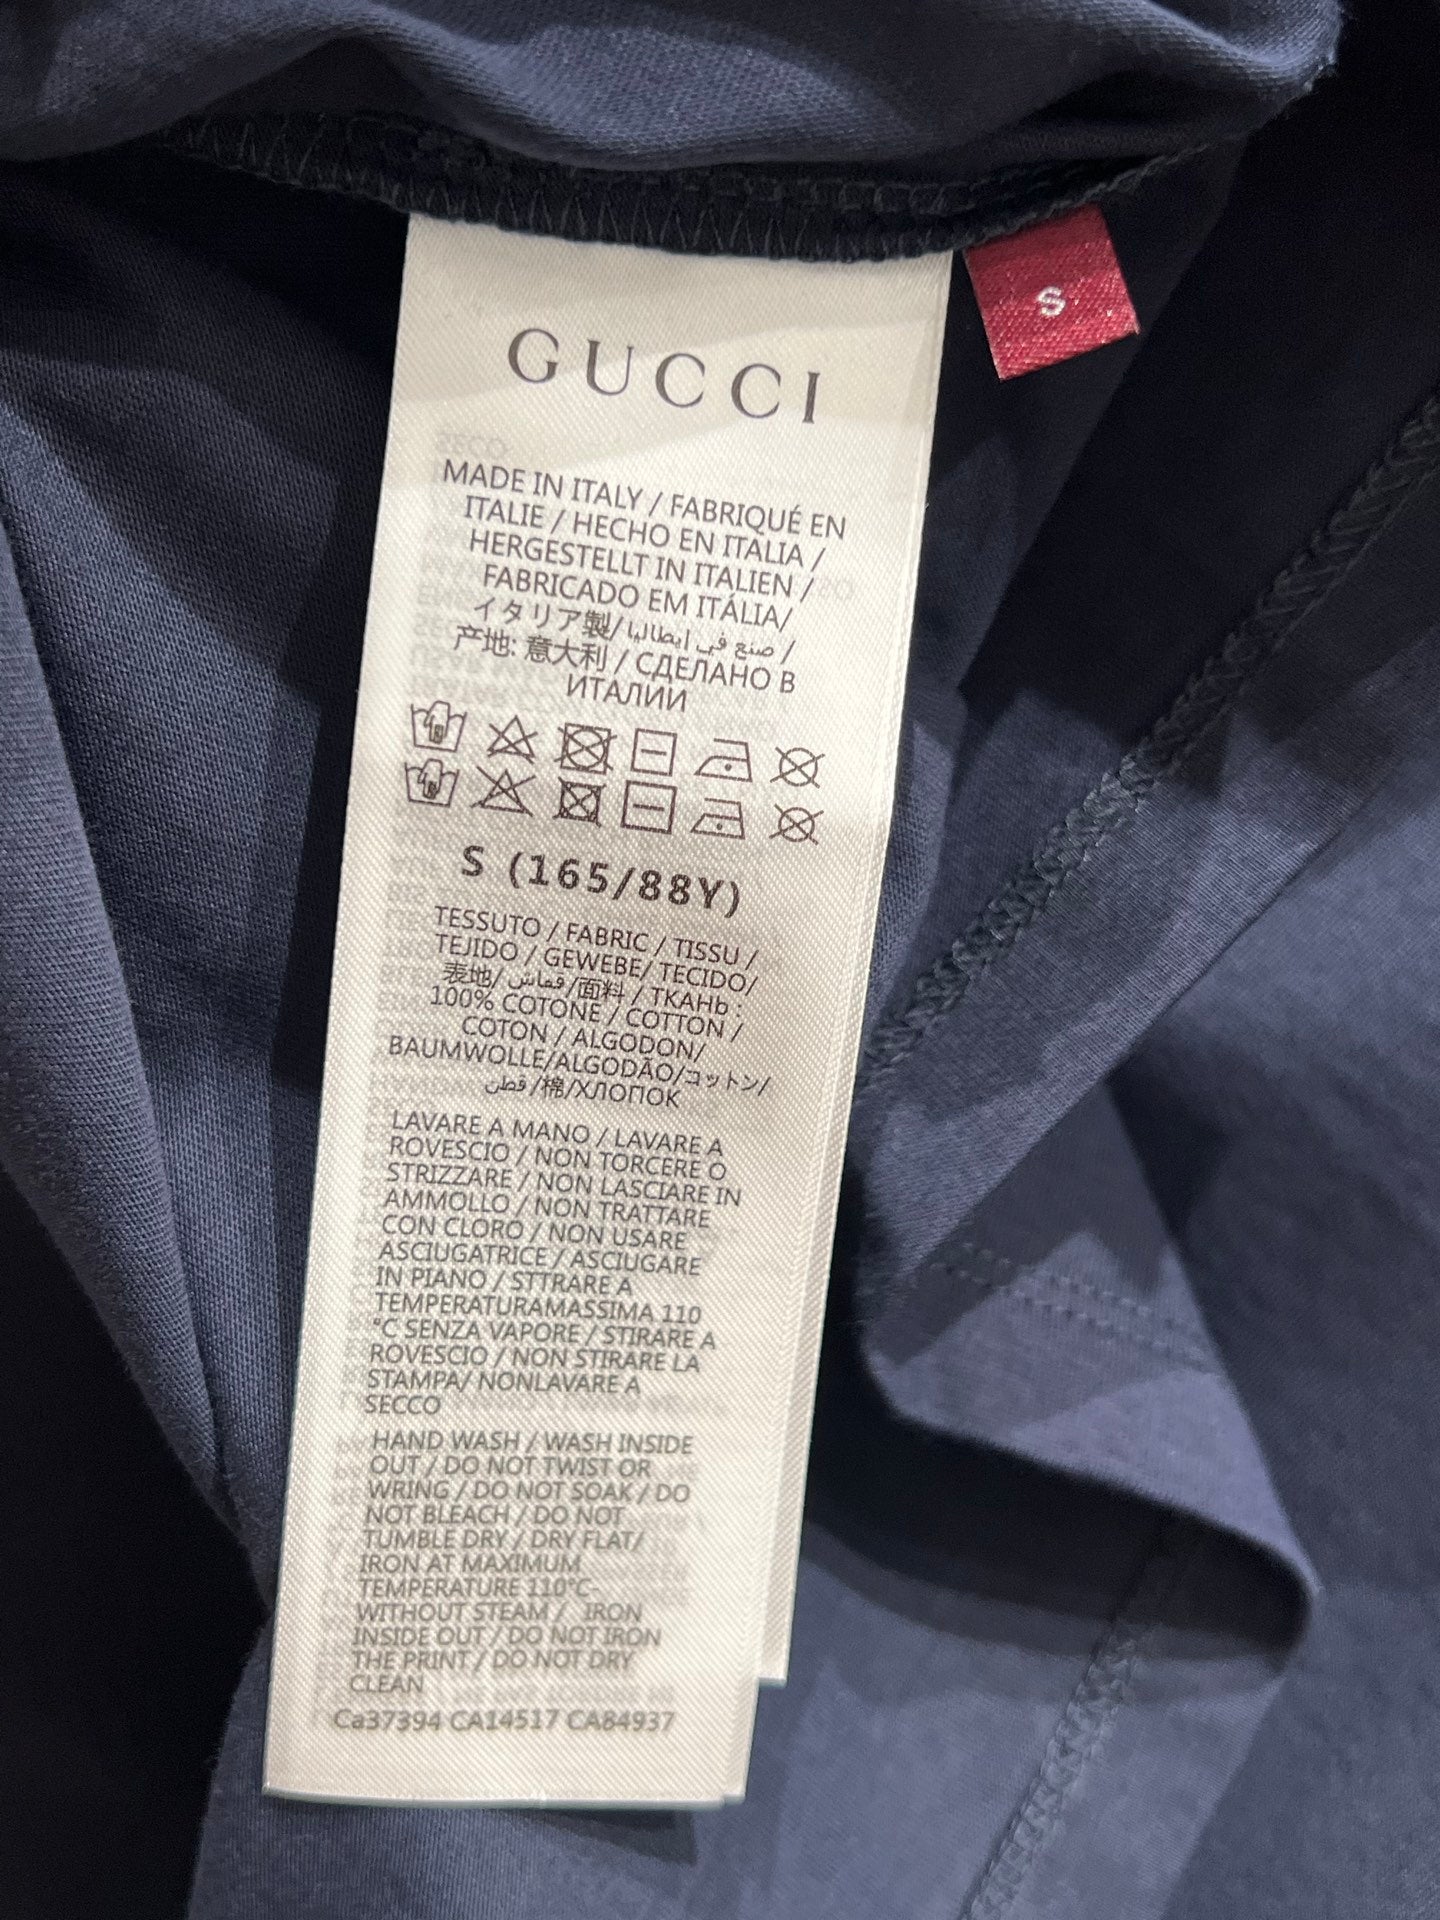 S
GUCCI
MADE IN ITALY / FABRIQUÉ EN
ITALIE / HECHO EN ITALIA /
HERGESTELLT IN ITALIEN /
FABRICADO EM ITÁLIA/
イタリア製/ صنع في إيطاليا /
产地: 意大利 / СДЕЛАНО В
ИТАЛИИ
S (165/88Y)
TESSUTO / FABRIC / TISSU /
TEJIDO / GEWEBE/ TECIDO/
表地/ قماش /面料 / ТКАНЬ :
100% COTONE / COTTON /
COTON / ALGODON/
BAUMWOLLE/ALGODÃO/コットン/
قطن /棉/ХЛОПОК
LAVARE A MANO / LAVARE A
ROVESCIO / NON TORCERE O
STRIZZARE / NON LASCIARE IN
AMMOLLO / NON TRATTARE
CON CLORO / NON USARE
ASCIUGATRICE / ASCIUGARE
IN PIANO / STTRARE A
TEMPERATURAMASSIMA 110
°C SENZA VAPORE / STIRARE A
ROVESCIO / NON STIRARE LA
STAMPA/ NONLAVARE A
SECCO
HAND WASH / WASH INSIDE
OUT / DO NOT TWIST OR
WRING / DO NOT SOAK / DO
NOT BLEACH / DO NOT
TUMBLE DRY / DRY FLAT/
IRON AT MAXIMUM
TEMPERATURE 110°C-
WITHOUT STEAM / IRON
INSIDE OUT / DO NOT IRON
THE PRINT / DO NOT DRY
CLEAN
Ca37394 CA14517 CA84937